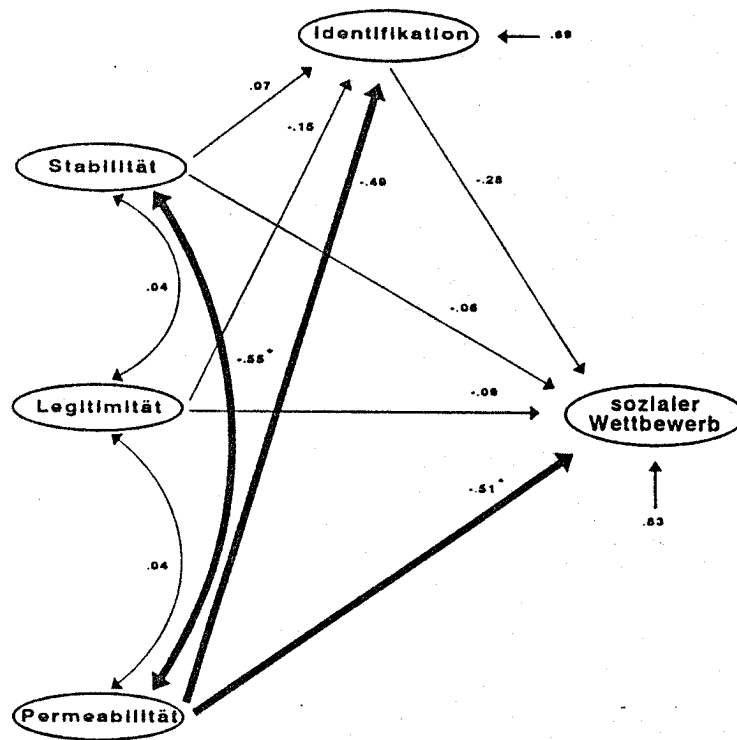 Identifikation
.69
.07
-.15
Stabilität
-.49
-.28
.04
-.06
-.55*
Legitimität
-.09
sozialer
Wettbewerb
-.51*
.83
.04
Permeabilität